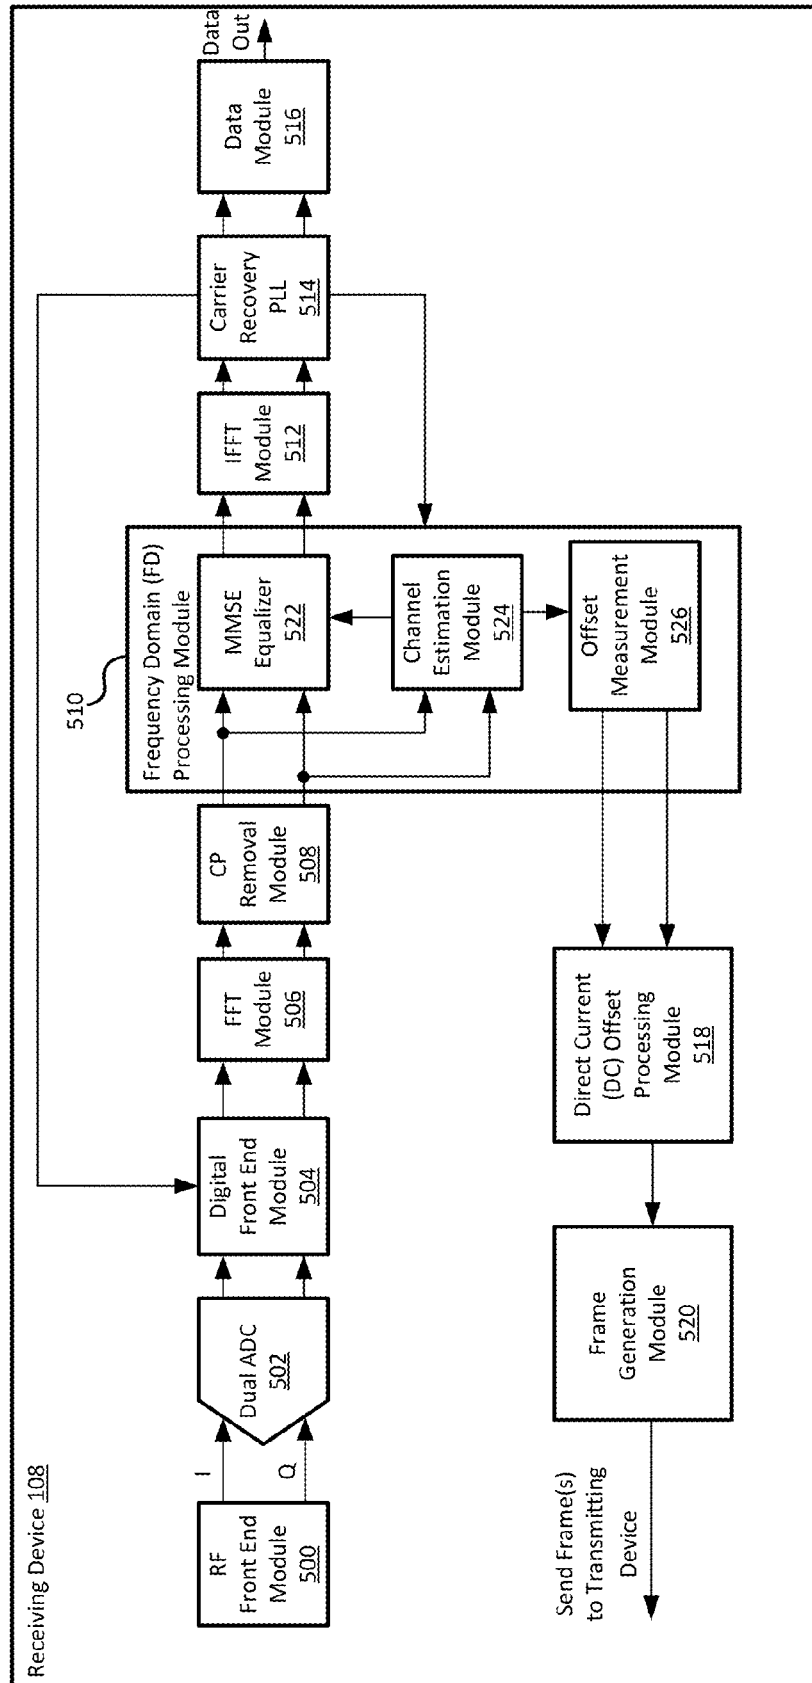 Receiving Device 108
RF
Front End
Module
500
I
Q
Dual ADC
502
Digital
Front End
Module
504
FFT
Module
506
CP
Removal
Module
508
510
Frequency Domain (FD)
Processing Module
MMSE
Equalizer
522
Channel
Estimation
Module
524
Offset
Measurement
Module
526
IFFT
Module
512
Carrier
Recovery
PLL
514
Data
Module
516
Data
Out
Direct Current
(DC) Offset
Processing
Module
518
Frame
Generation
Module
520
Send Frame(s)
to Transmitting
Device